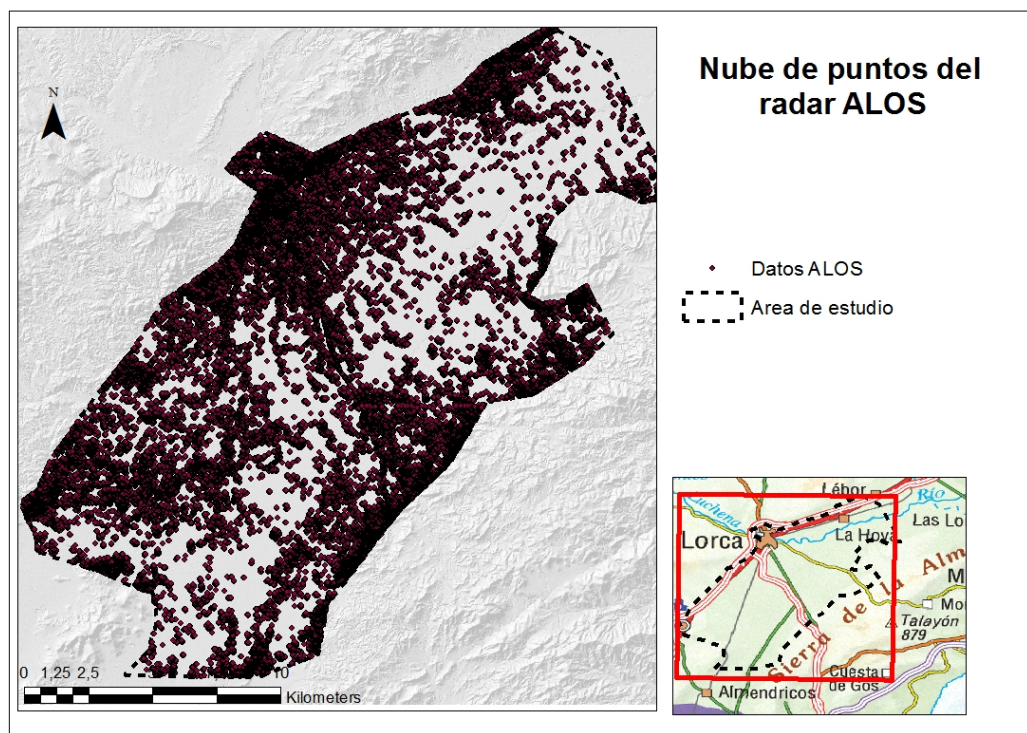 Nube de puntos del
radar ALOS
N
Datos ALOS
Area de estudio
0 1,25 2,5 10
Kilometers
Lébor
Río
Luchena
Las Lo
La Hoya
Lorca
Sierra de la Alm
M
Mor
Talayón
879
Cuesta
de Gos
Almendricos